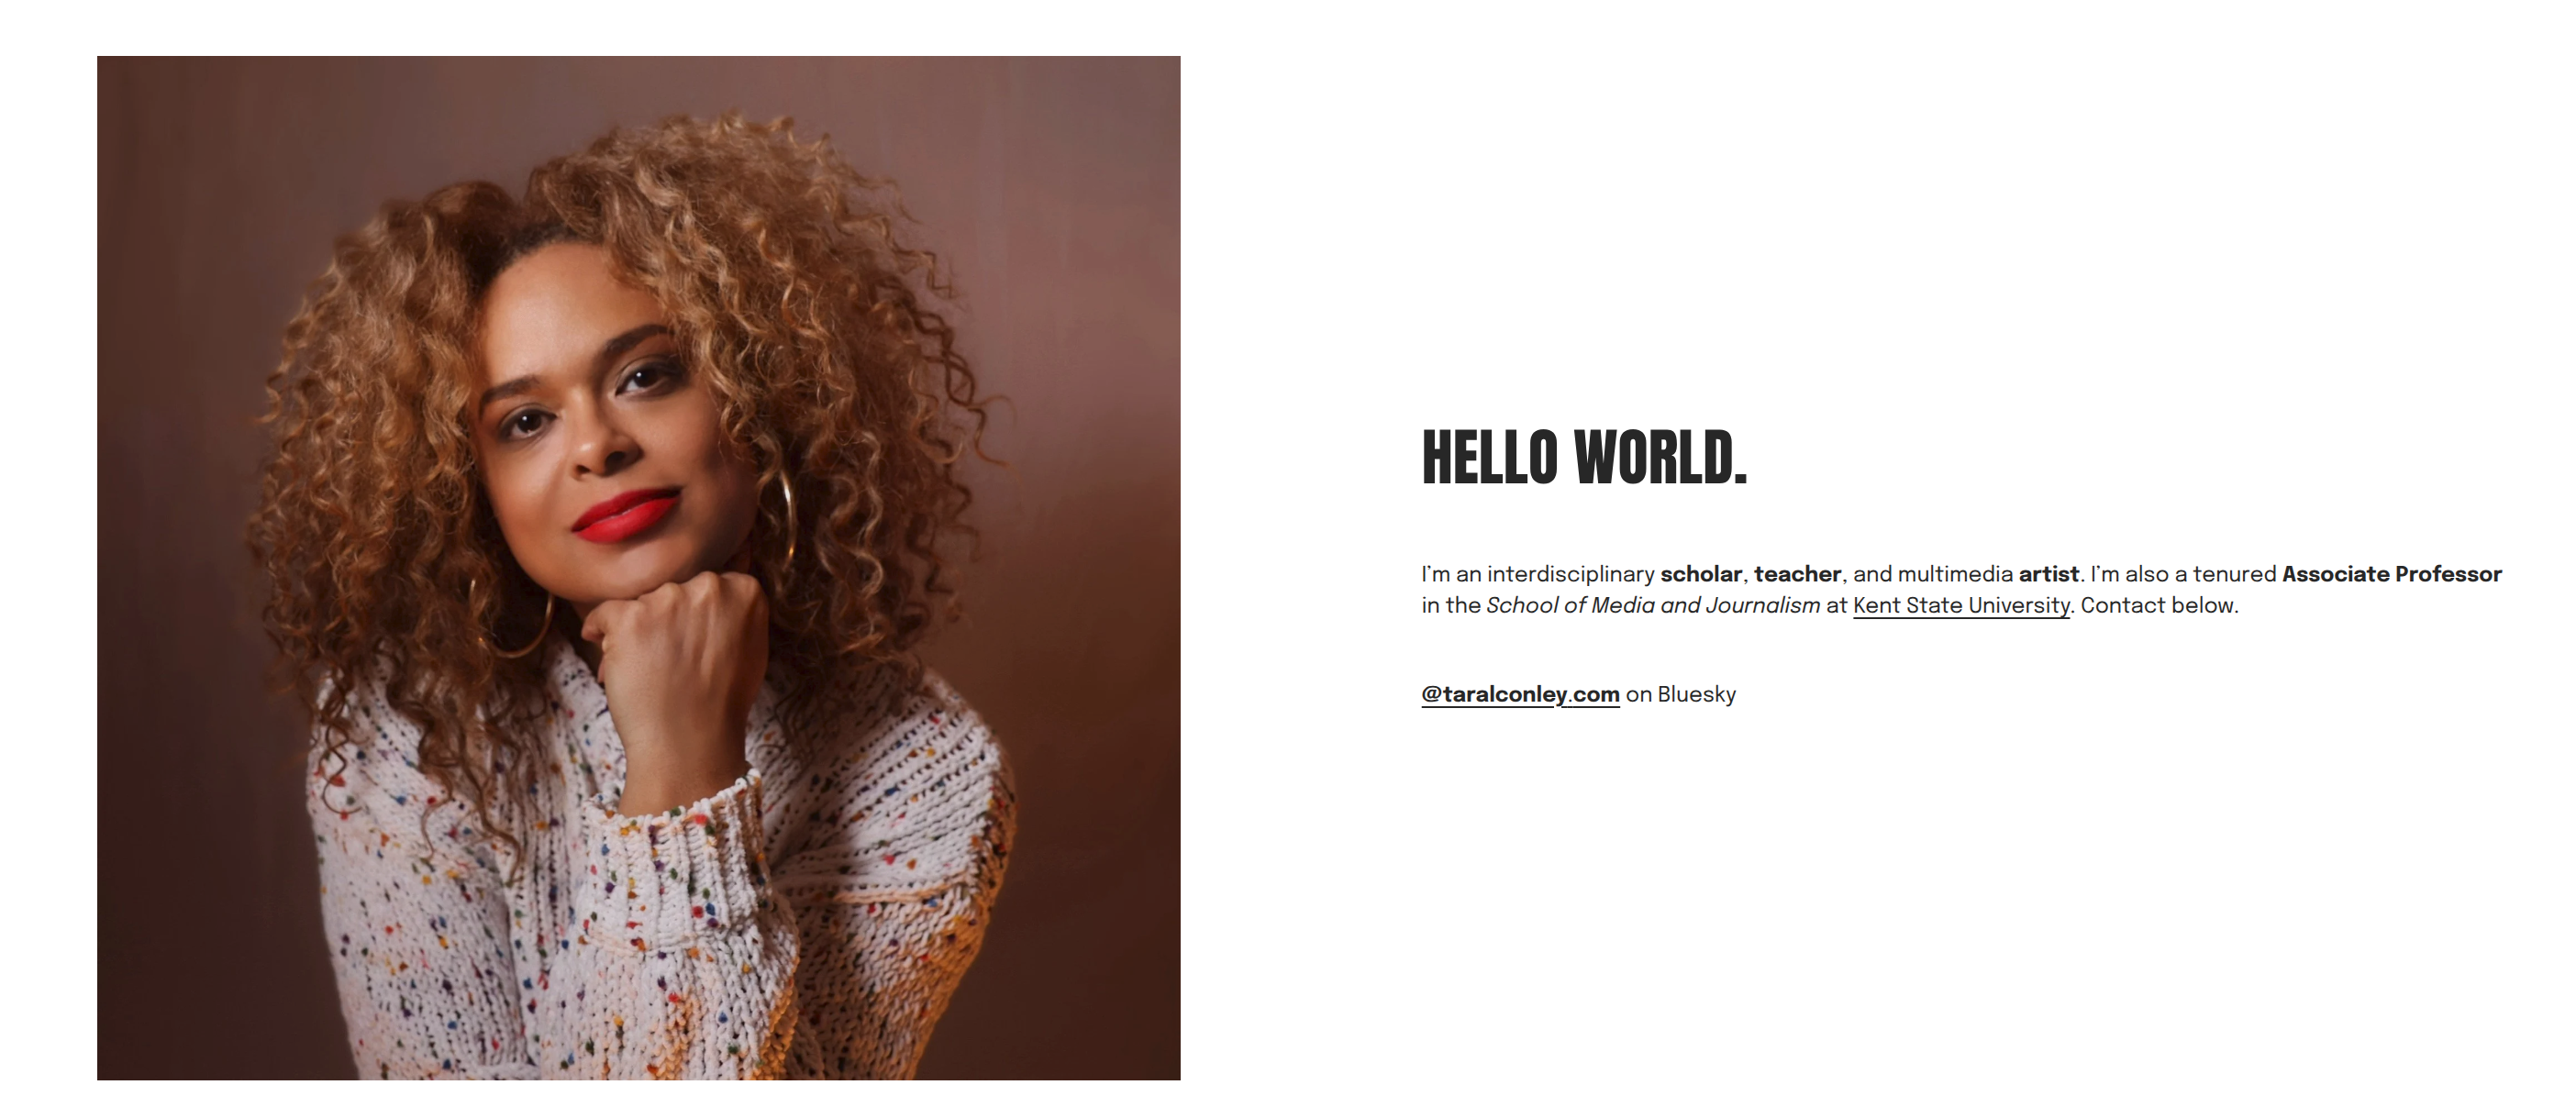 HELLO WORLD.
I’m an interdisciplinary scholar, teacher, and multimedia artist. I’m also a tenured Associate Professor
in the School of Media and Journalism at Kent State University. Contact below.
@taralconley.com on Bluesky